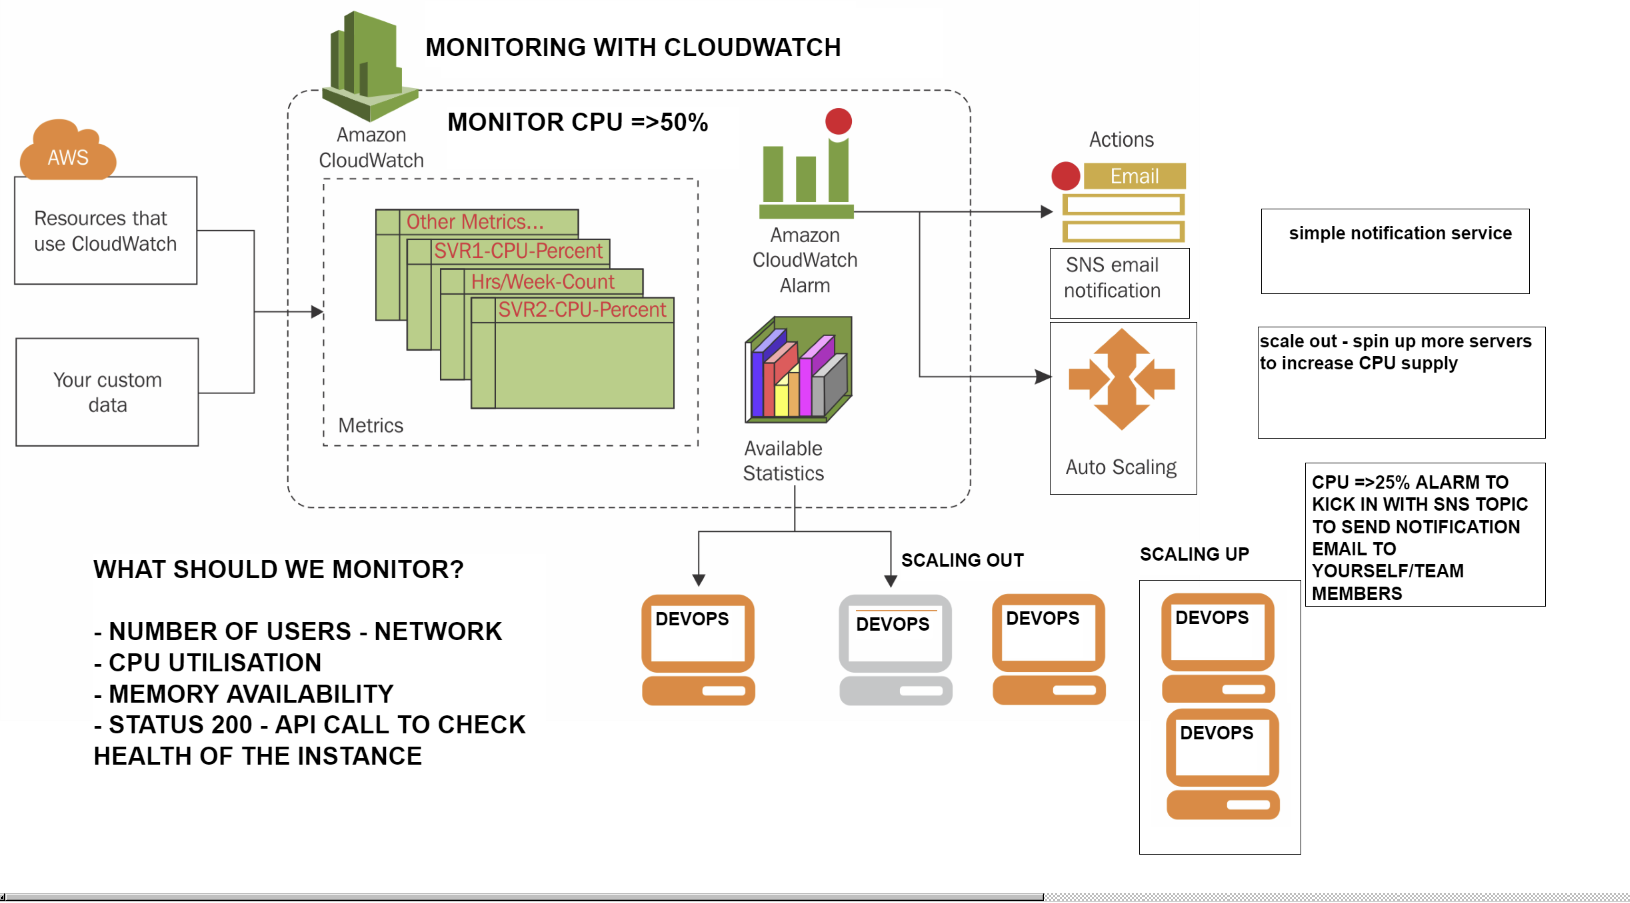 MONITORING WITH CLOUDWATCH
MONITOR CPU =>50%
Amazon
CloudWatch
AWS
Resources that
use CloudWatch
Your custom
data
Other Metrics...
SVR1-CPU-Percent
Hrs/Week-Count
SVR2-CPU-Percent
Metrics
Amazon
CloudWatch
Alarm
Available
Statistics
Actions
Email
SNS email
notification
Auto Scaling
simple notification service
scale out - spin up more servers
to increase CPU supply
CPU =>25% ALARM TO
KICK IN WITH SNS TOPIC
TO SEND NOTIFICATION
EMAIL TO
YOURSELF/TEAM
MEMBERS
WHAT SHOULD WE MONITOR?
- NUMBER OF USERS - NETWORK
- CPU UTILISATION
- MEMORY AVAILABILITY
- STATUS 200 - API CALL TO CHECK
HEALTH OF THE INSTANCE
SCALING OUT
SCALING UP
DEVOPS
DEVOPS
DEVOPS
DEVOPS
DEVOPS